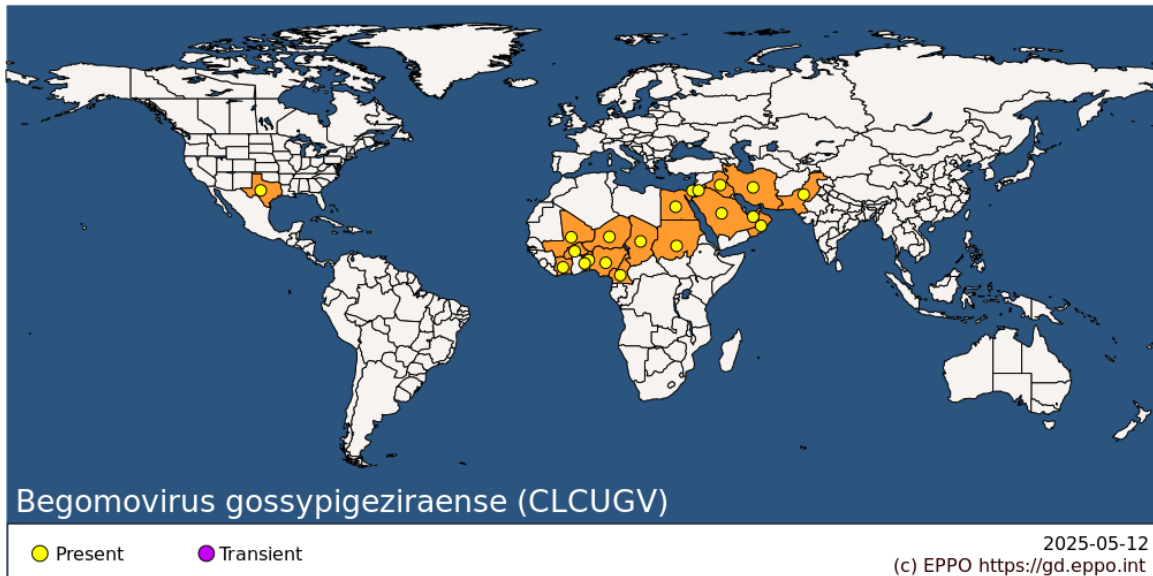 Begomovirus gossypigeziraense (CLCUGV)
Present
Transient
2025-05-12
(c) EPPO https://gd.eppo.int